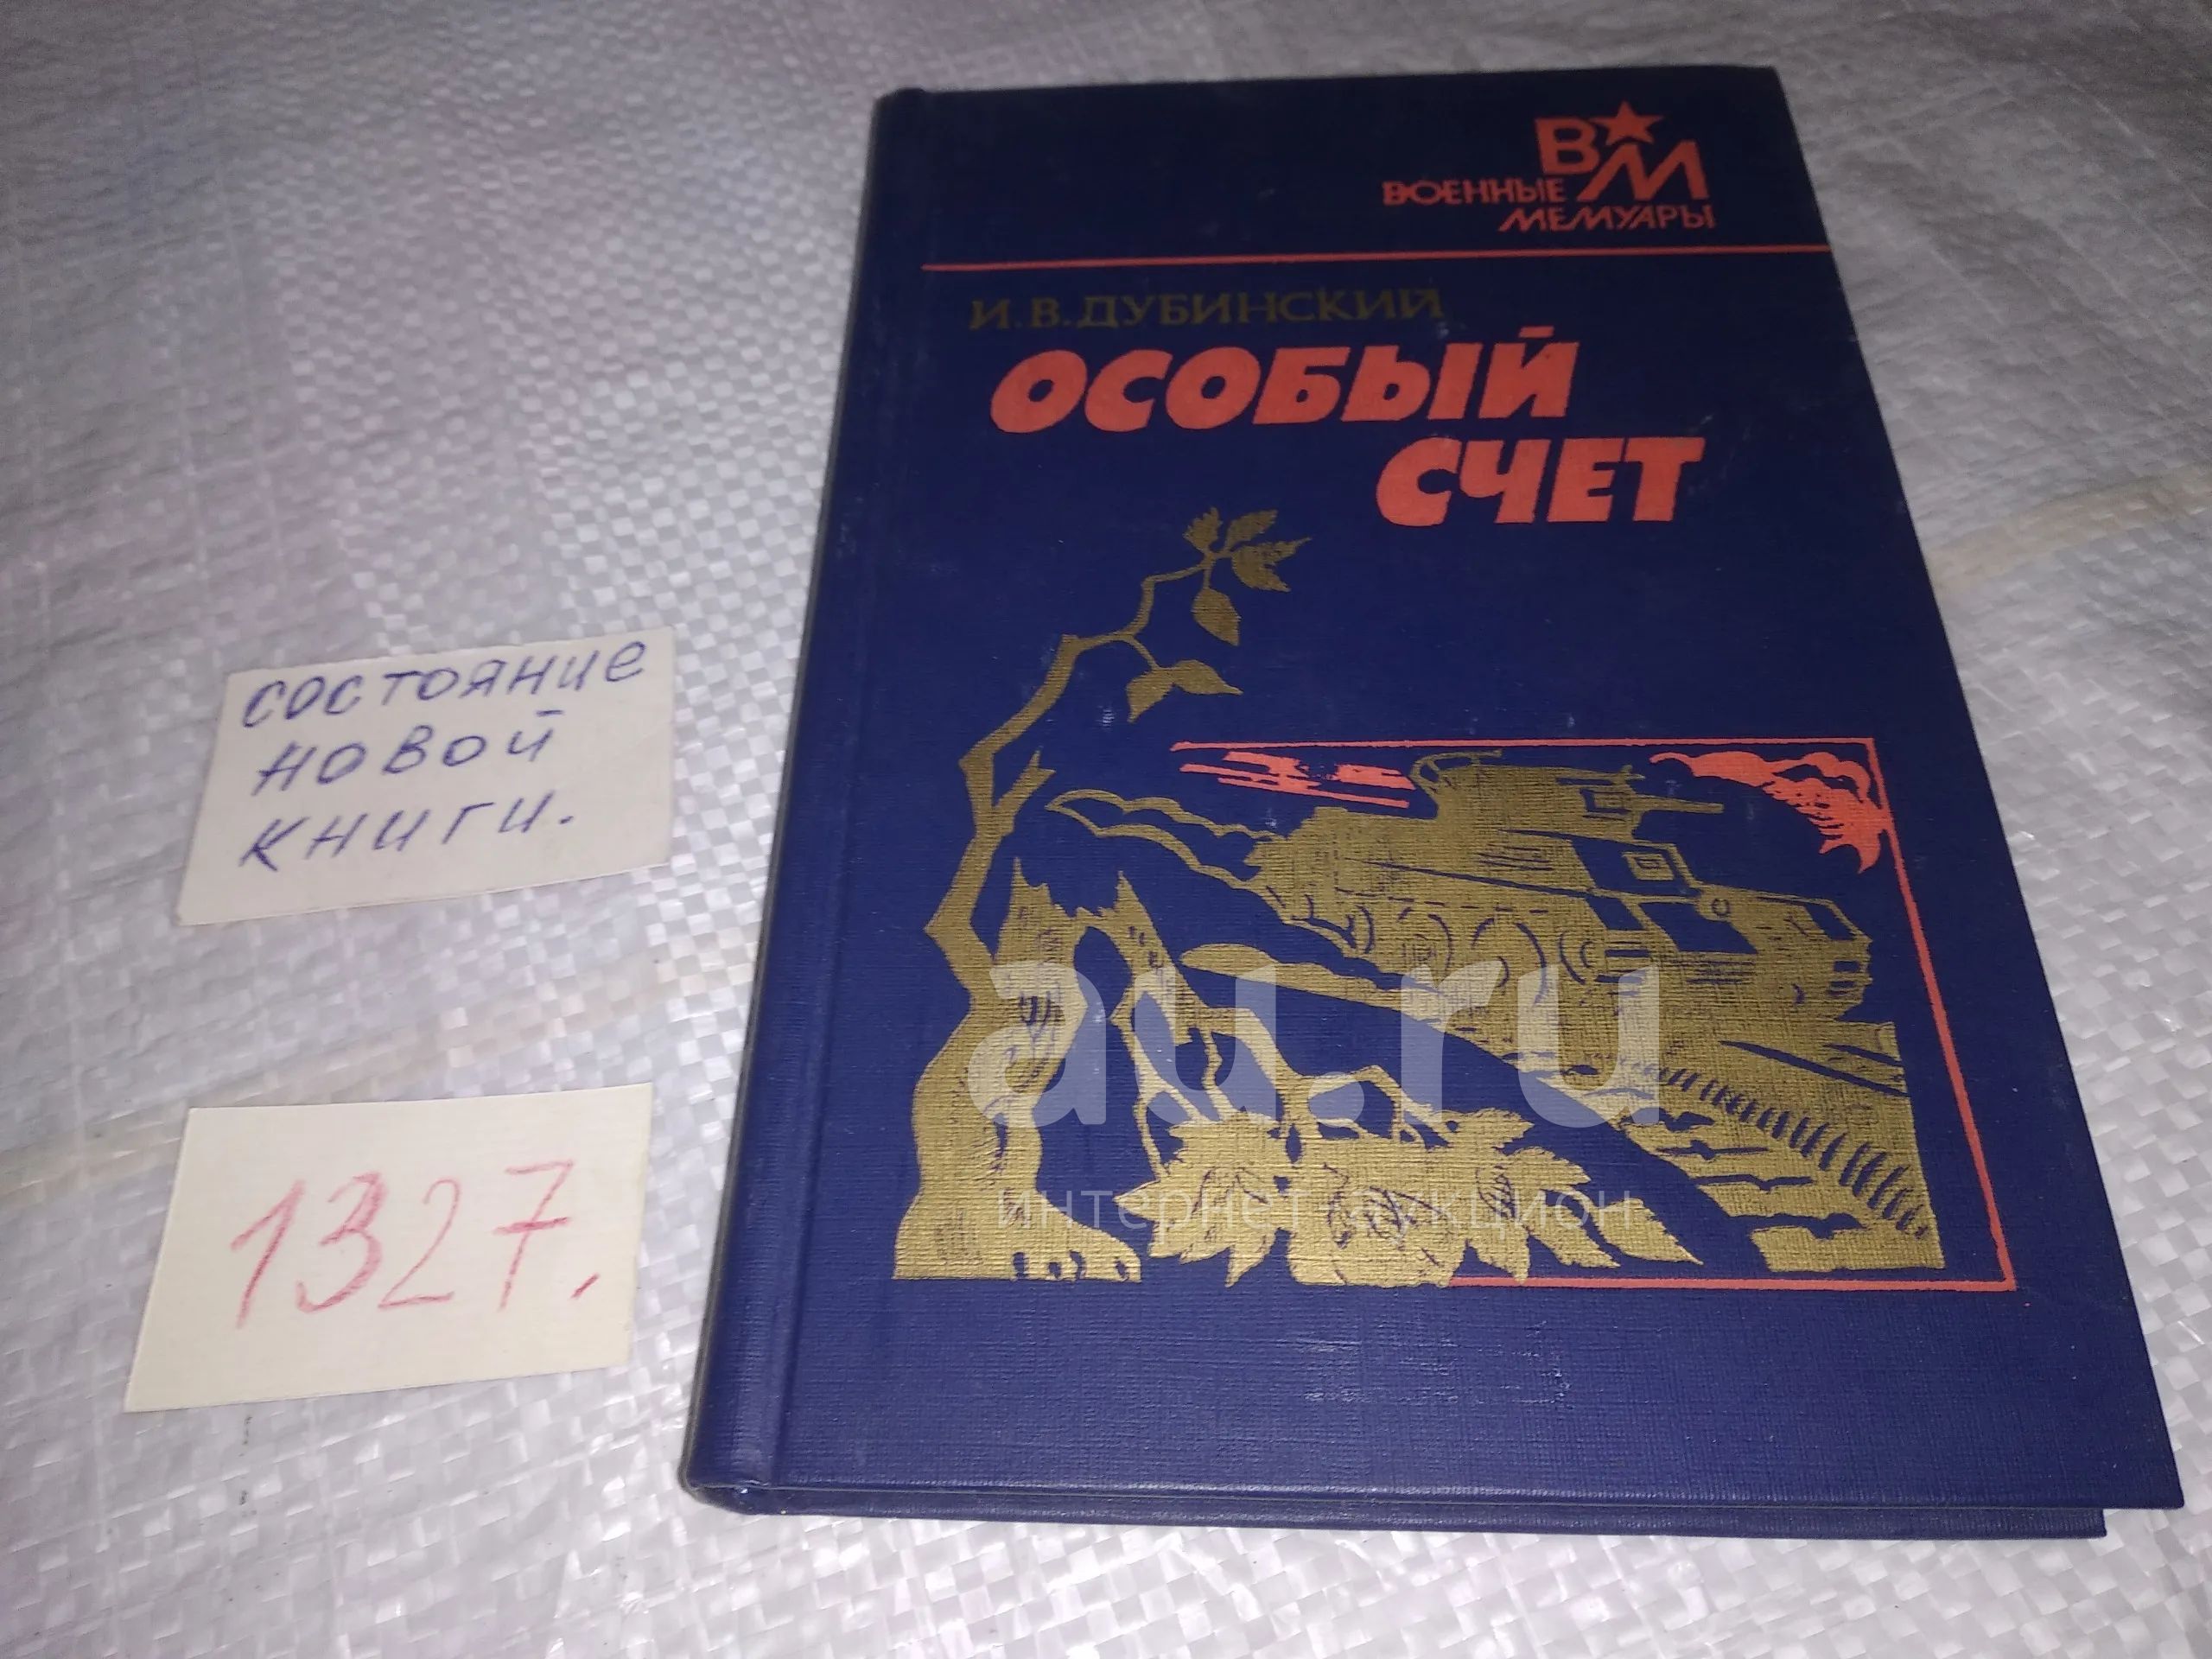 ВМ
ВОЕННЫЕ
МЕМУАРЫ
И.В.ДУБИНСКИЙ
ОСОБЫЙ
СЧЕТ
состояние
новой
книги.
1327.
au.ru
интернет аукцион